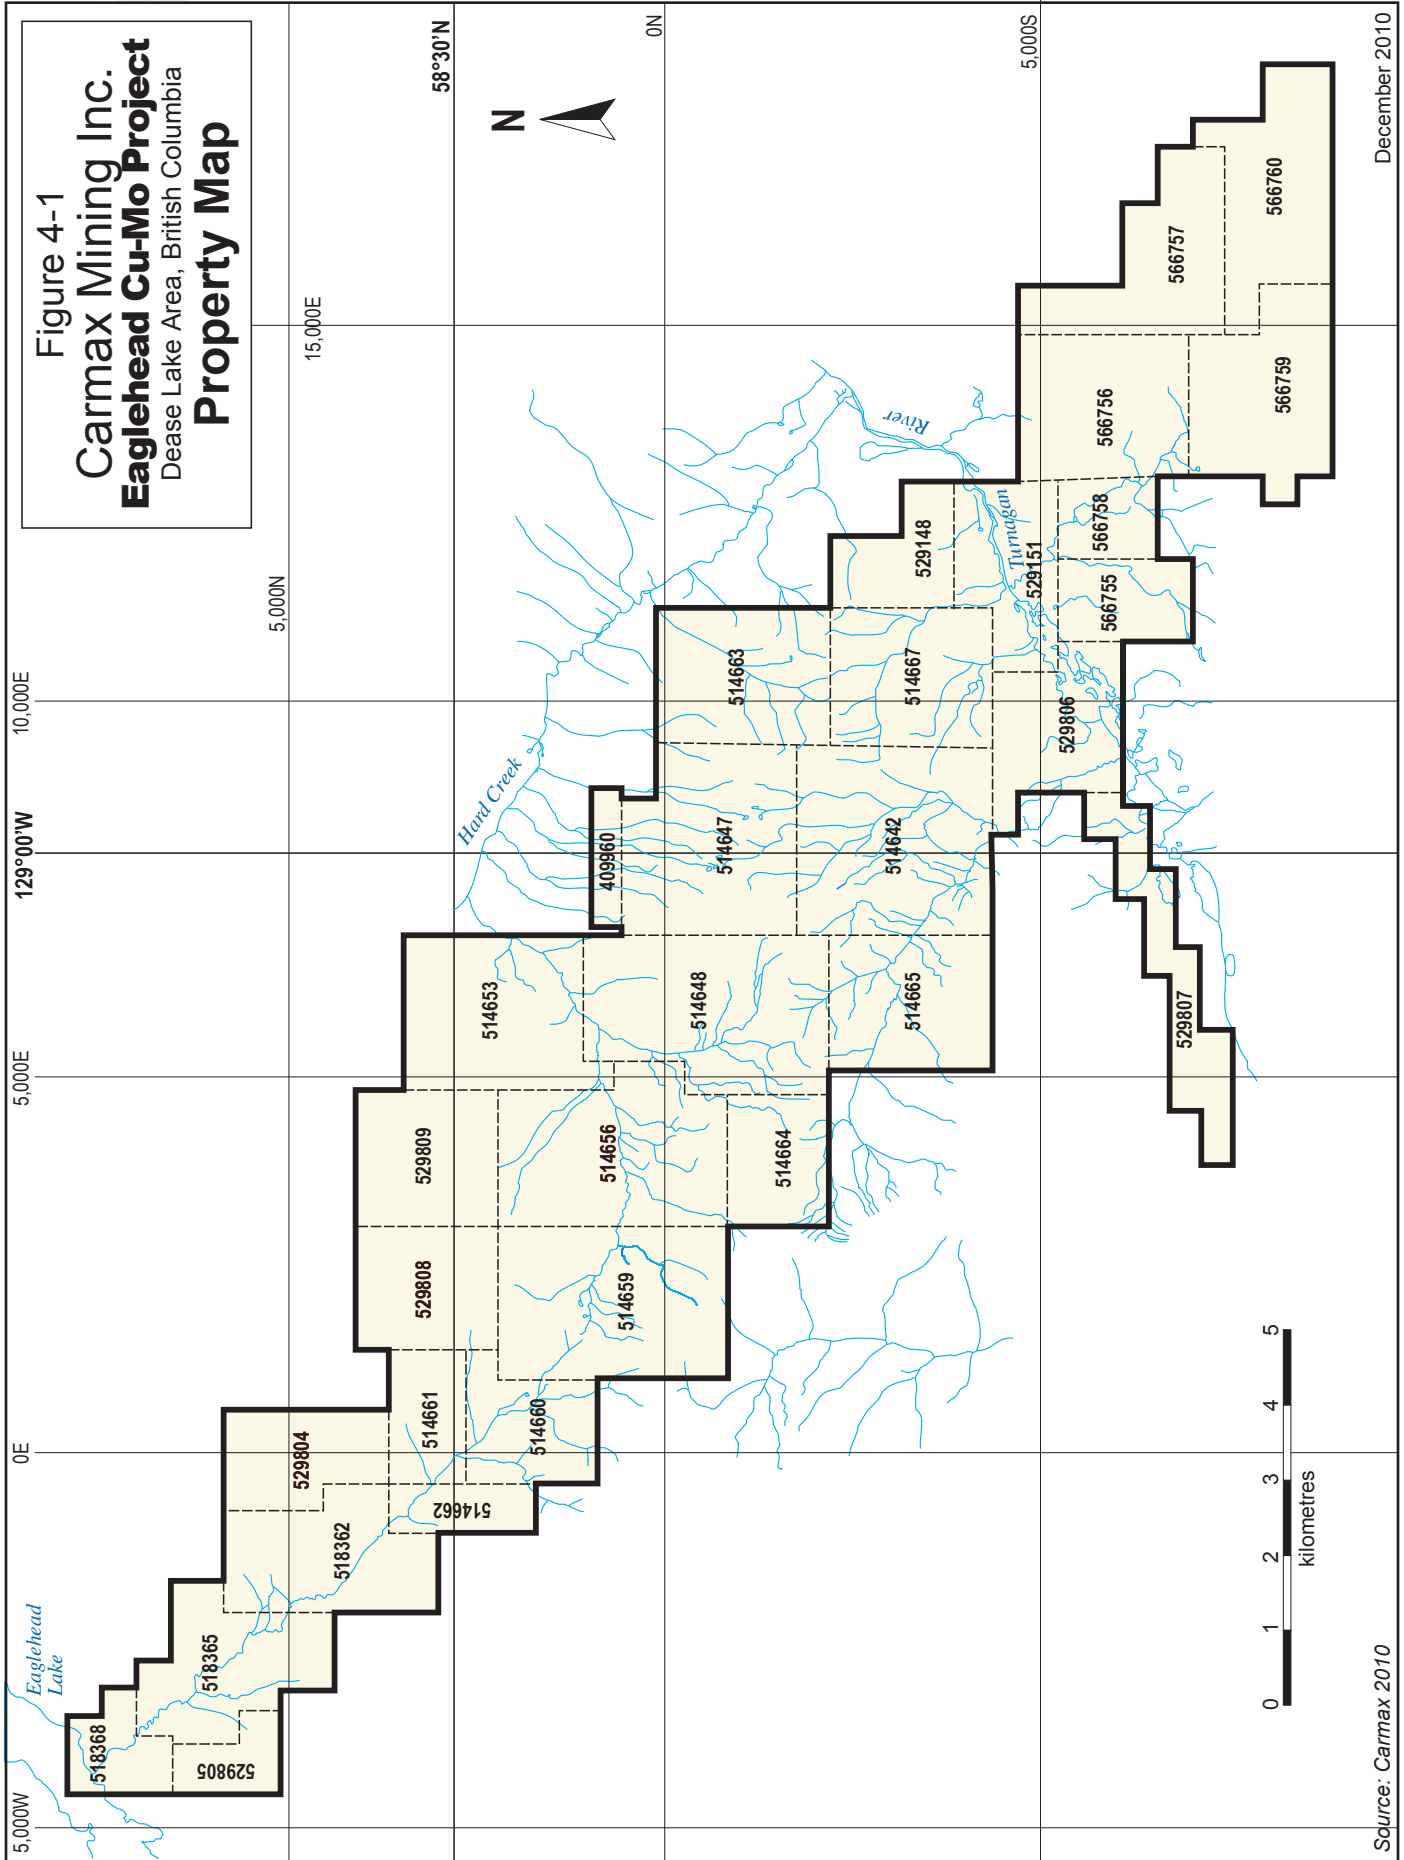 Figure 4-1
Carmax Mining Inc.
Eaglehead Cu-Mo Project
Dease Lake Area, British Columbia
Property Map
5,000W
0E
5,000E
129°00'W
10,000E
15,000E
5,000N
58°30'N
0N
5,000S
N
Eaglehead
Lake
Hard Creek
Turnagan
River
518368
529805
518365
518362
529804
514662
514661
514660
529808
529809
514659
514656
514653
514664
514648
514665
409960
514647
514642
514663
514667
529148
529151
529806
529807
566755
566758
566756
566757
566759
566760
0
1
2
3
4
5
kilometres
Source: Carmax 2010
December 2010